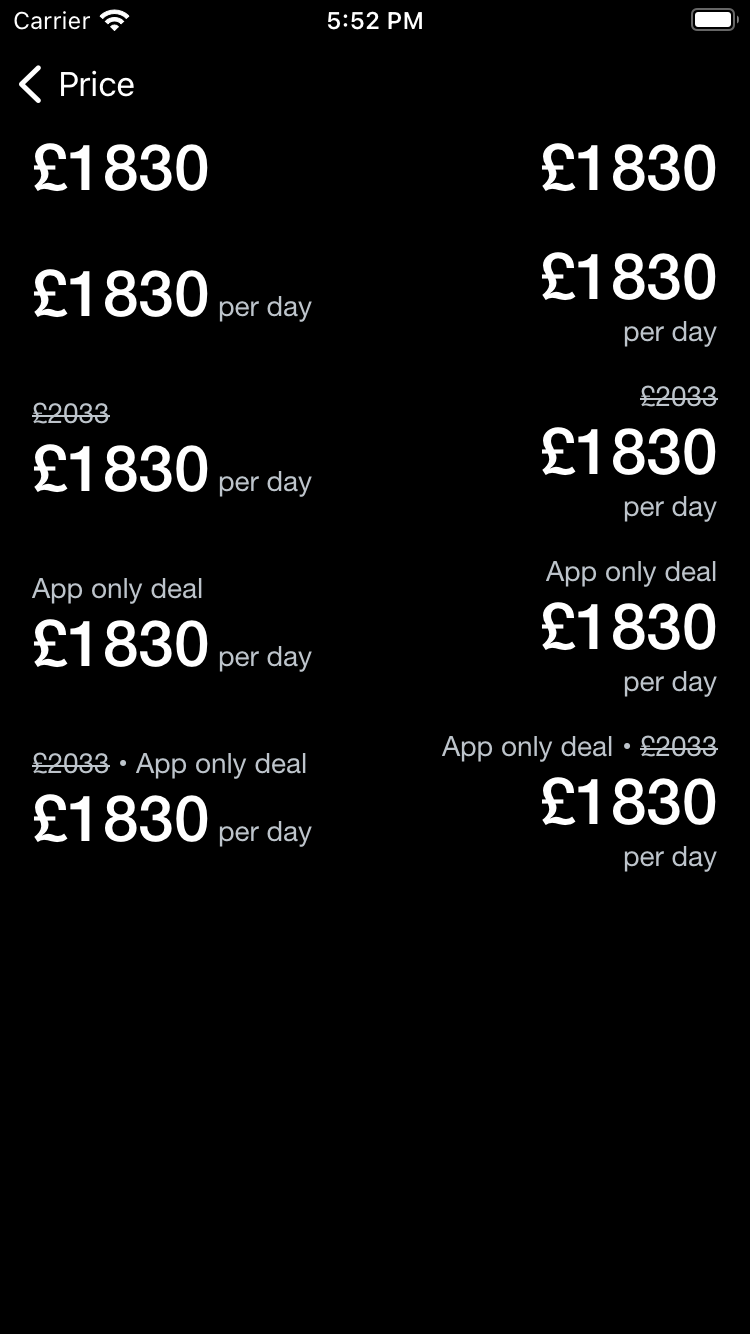 Carrier 5:52 PM
Price
£1830 £1830
£1830 per day £1830
per day
£2033 £2033
£1830 per day £1830
per day
App only deal App only deal
£1830 per day £1830
per day
£2033 • App only deal App only deal • £2033
£1830 per day £1830
per day